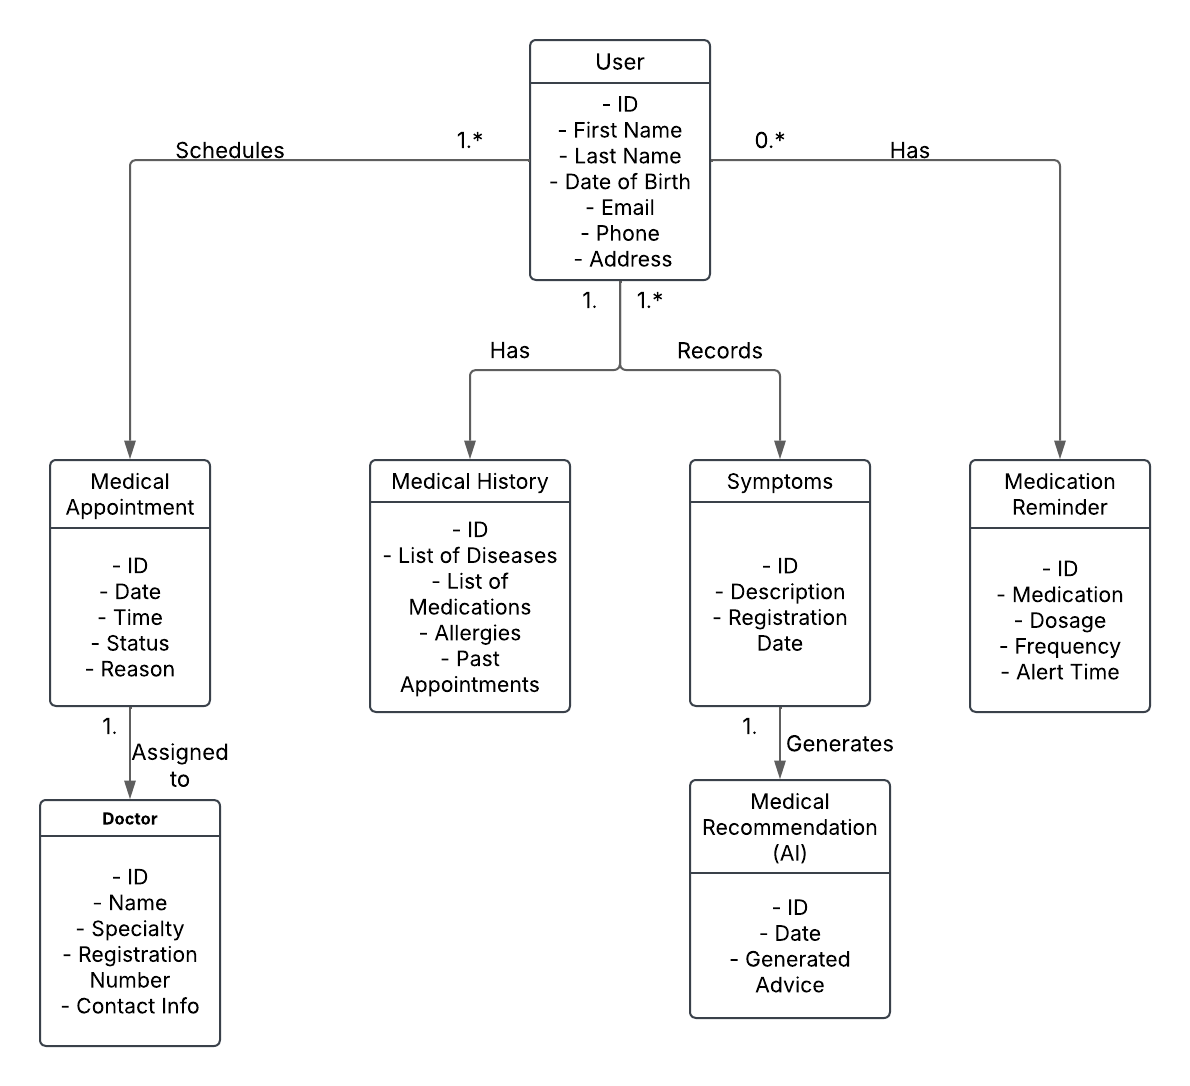 User
- ID
- First Name
- Last Name
- Date of Birth
- Email
- Phone
- Address
Schedules
1.*
0.*
Has
1.
1.*
Has
Records
Medical
Appointment
- ID
- Date
- Time
- Status
- Reason
Medical History
- ID
- List of Diseases
- List of
Medications
- Allergies
- Past
Appointments
Symptoms
- ID
- Description
- Registration
Date
Medication
Reminder
- ID
- Medication
- Dosage
- Frequency
- Alert Time
1.
Assigned
to
1.
Generates
Doctor
- ID
- Name
- Specialty
- Registration
Number
- Contact Info
Medical
Recommendation
(AI)
- ID
- Date
- Generated
Advice